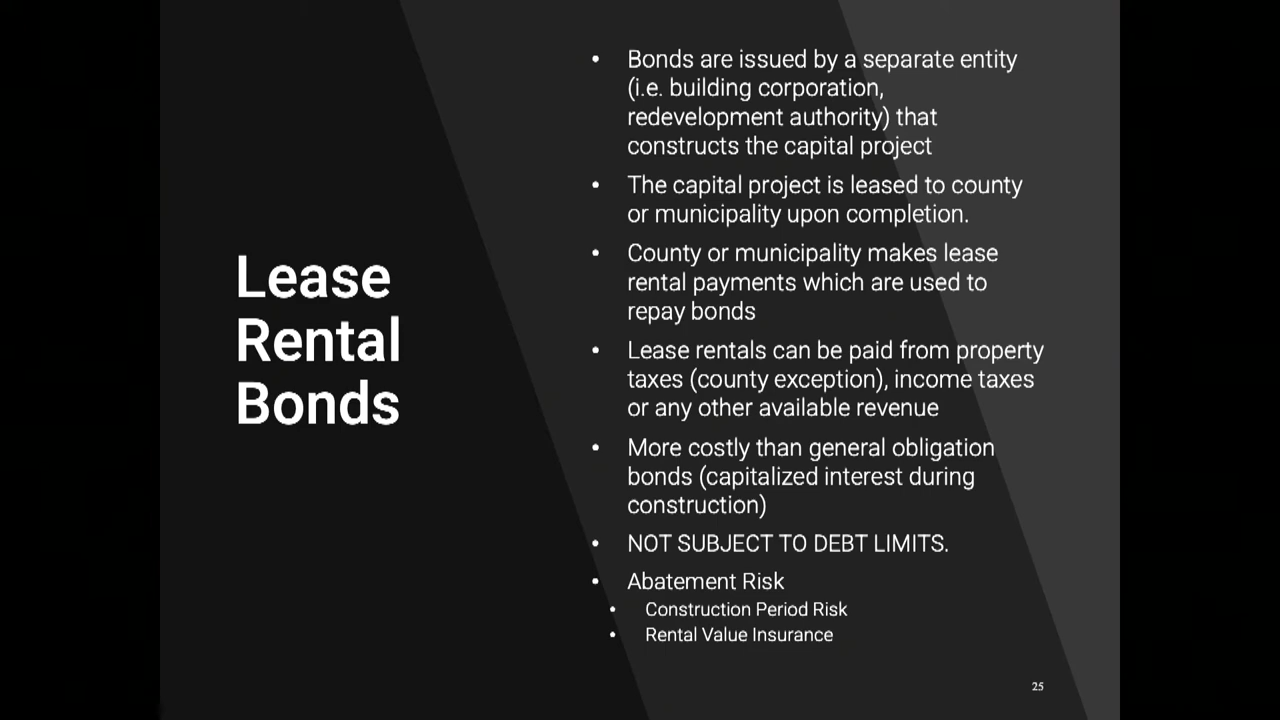 Lease
Rental
Bonds
• Bonds are issued by a separate entity
(i.e. building corporation,
redevelopment authority) that
constructs the capital project
• The capital project is leased to county
or municipality upon completion.
• County or municipality makes lease
rental payments which are used to
repay bonds
• Lease rentals can be paid from property
taxes (county exception), income taxes
or any other available revenue
• More costly than general obligation
bonds (capitalized interest during
construction)
• NOT SUBJECT TO DEBT LIMITS.
• Abatement Risk
• Construction Period Risk
• Rental Value Insurance
25